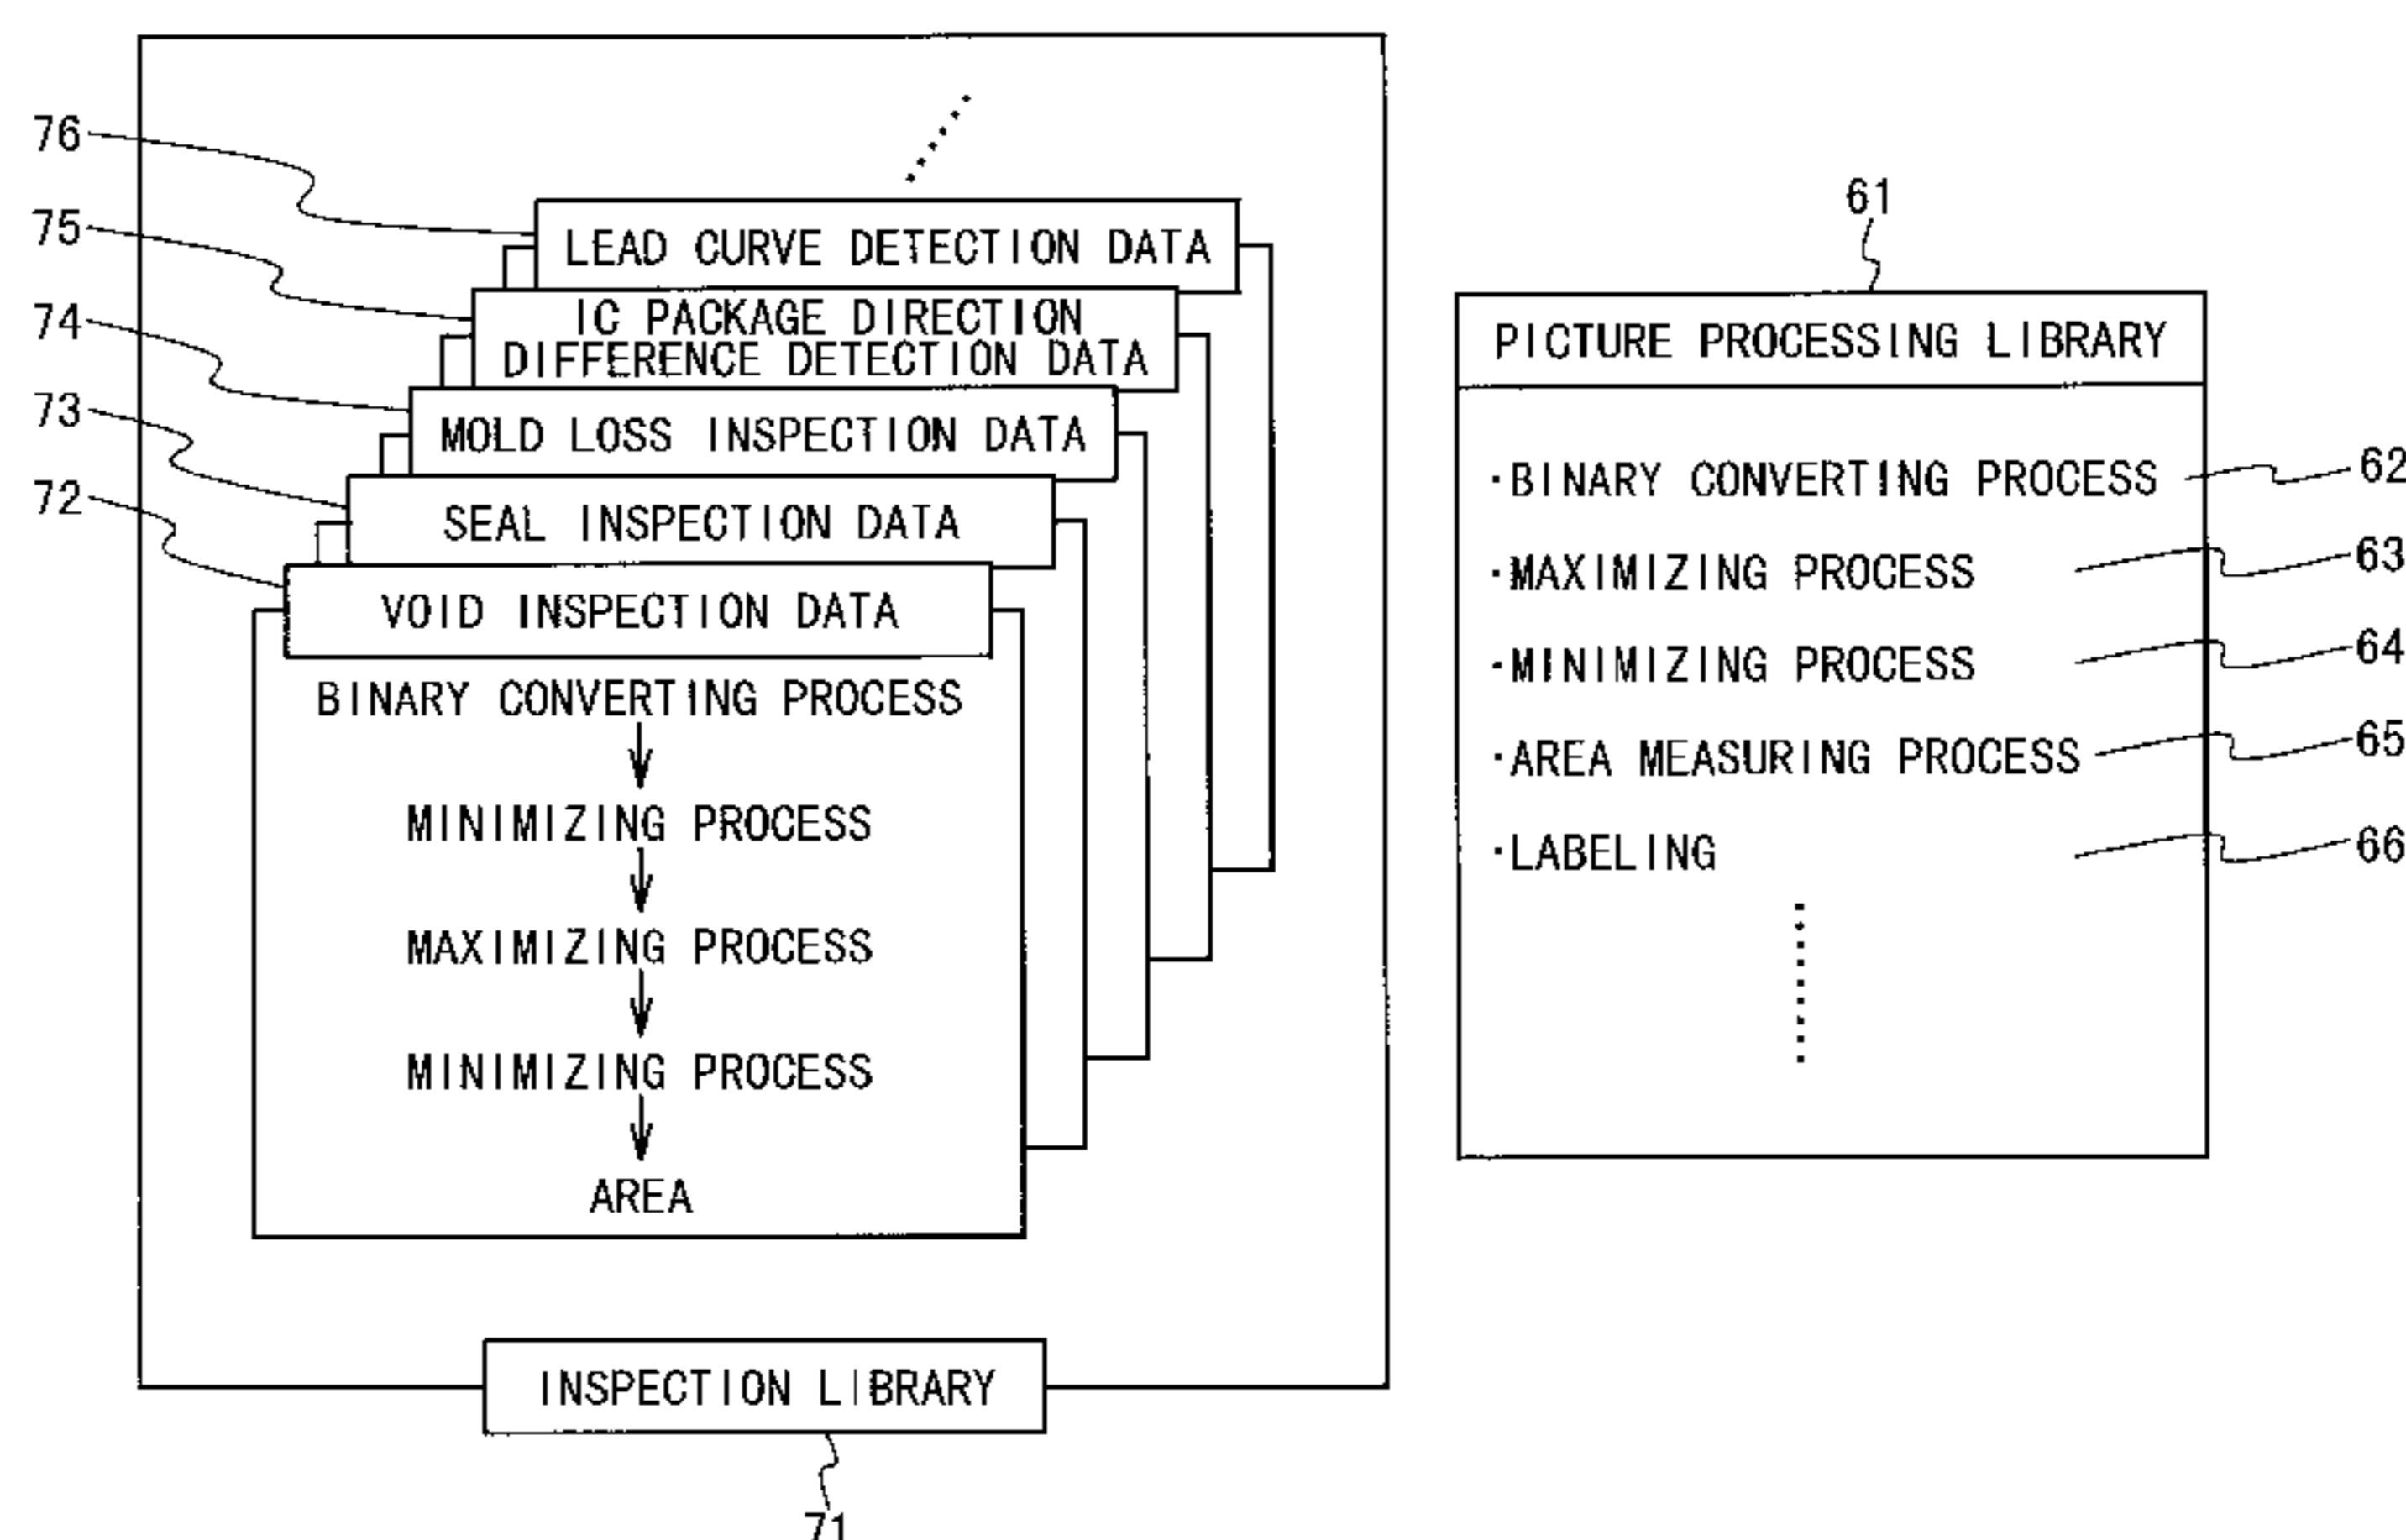 76
LEAD CURVE DETECTION DATA
75
IC PACKAGE DIRECTION
DIFFERENCE DETECTION DATA
74
MOLD LOSS INSPECTION DATA
73
SEAL INSPECTION DATA
72
VOID INSPECTION DATA
BINARY CONVERTING PROCESS
MINIMIZING PROCESS
MAXIMIZING PROCESS
MINIMIZING PROCESS
AREA
INSPECTION LIBRARY
71
61
PICTURE PROCESSING LIBRARY
·BINARY CONVERTING PROCESS 62
·MAXIMIZING PROCESS 63
·MINIMIZING PROCESS 64
·AREA MEASURING PROCESS 65
·LABELING 66